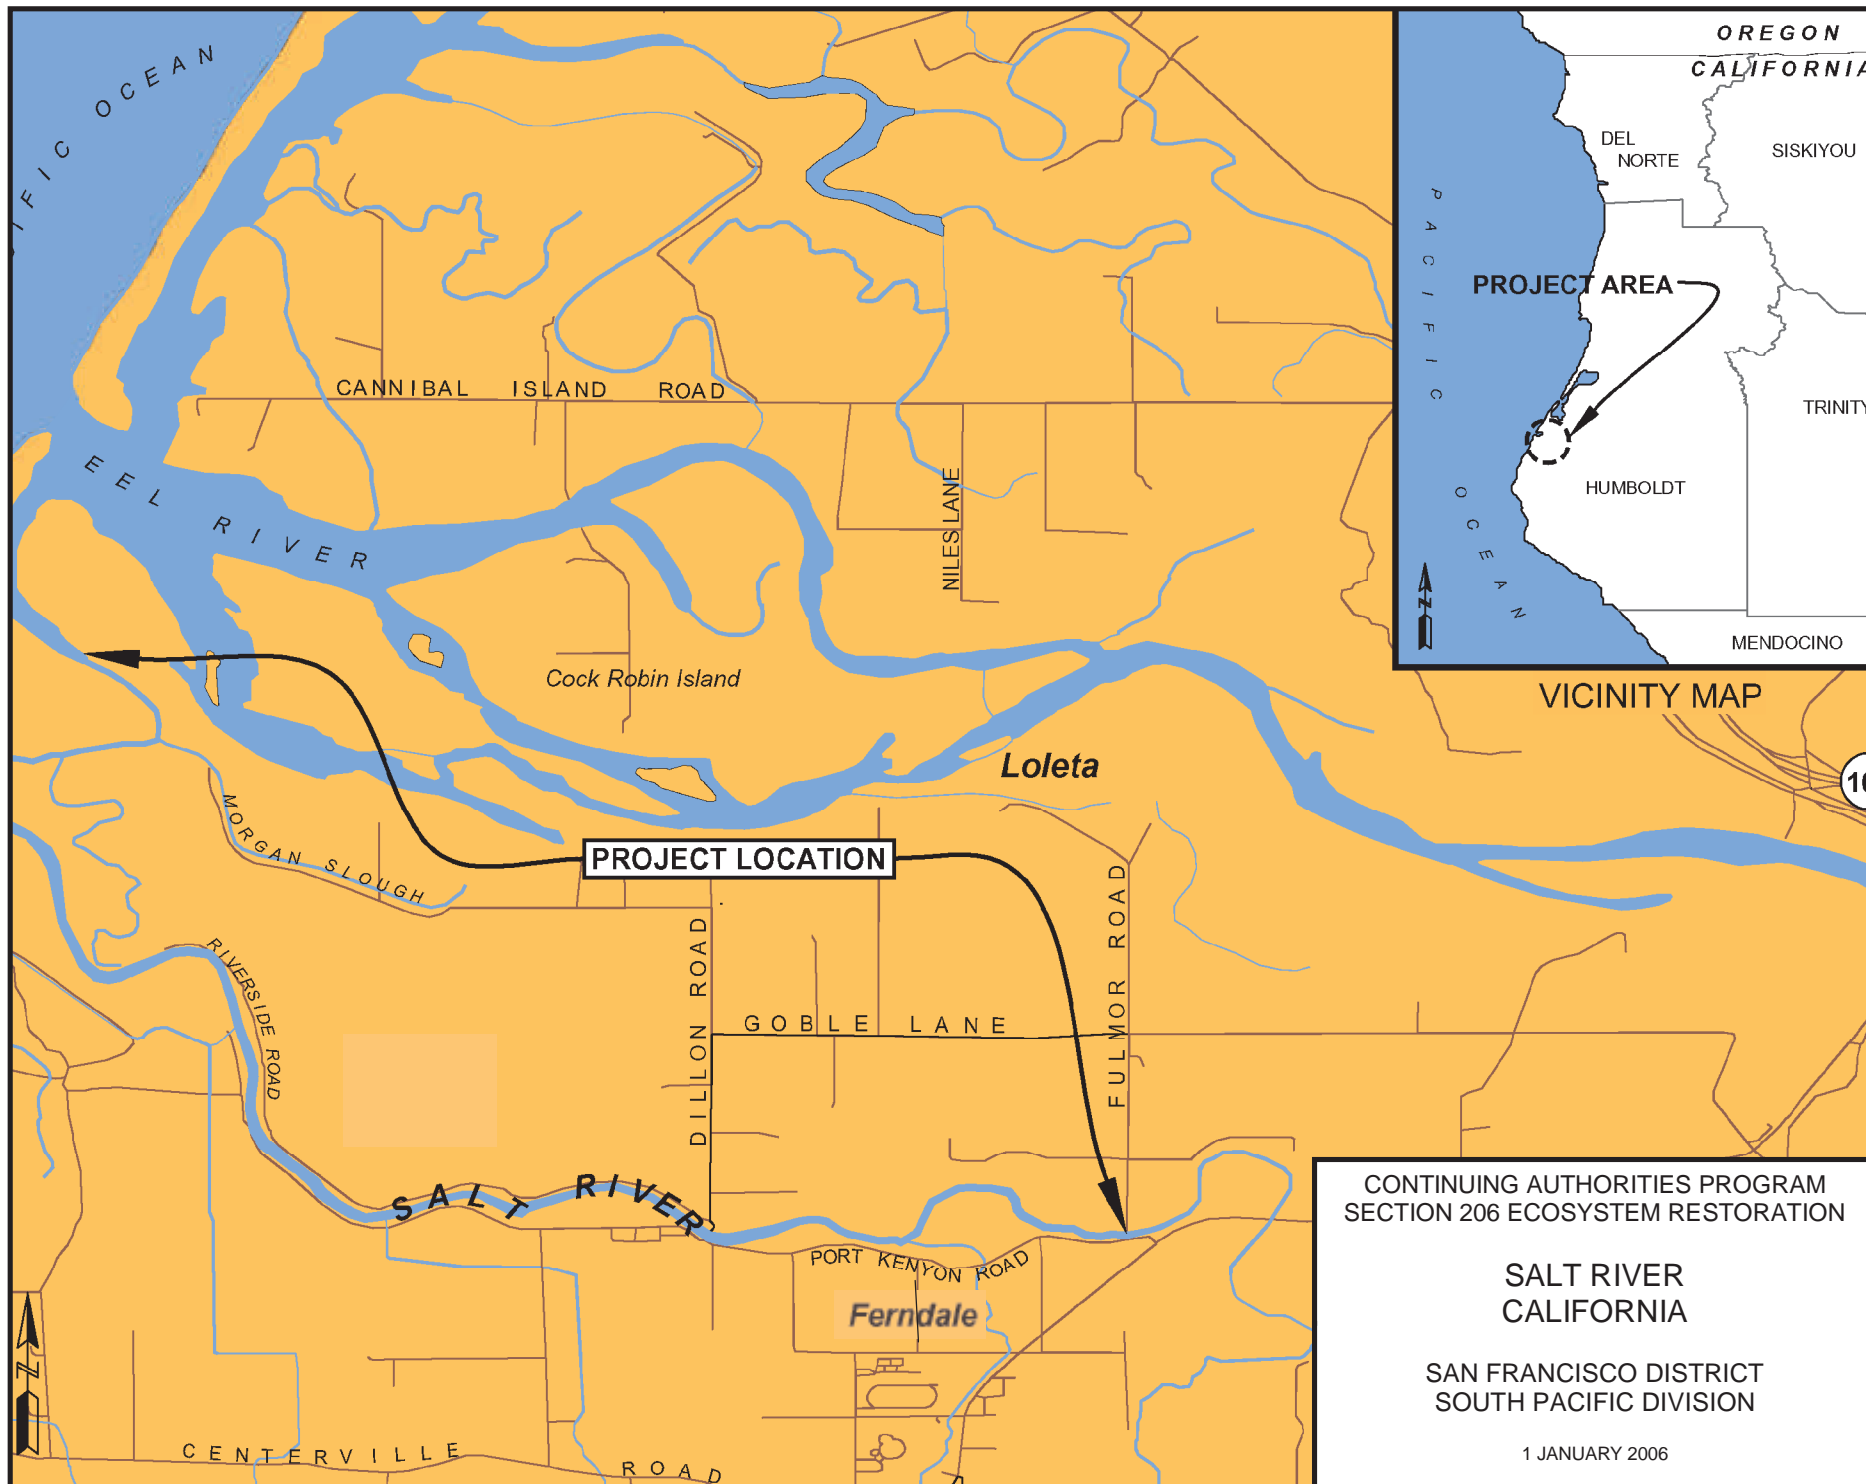 PACIFIC OCEAN
EEL RIVER
CANNIBAL ISLAND ROAD
NILES LANE
Cock Robin Island
Loleta
MORGAN SLOUGH
PROJECT LOCATION
RIVERSIDE ROAD
DILLON ROAD
GOBLE LANE
FULMOR ROAD
SALT RIVER
PORT KENYON ROAD
Ferndale
CENTERVILLE ROAD
N
OREGON
CALIFORNIA
DEL
NORTE
SISKIYOU
PACIFIC OCEAN
PROJECT AREA
TRINITY
HUMBOLDT
MENDOCINO
N
VICINITY MAP
10
CONTINUING AUTHORITIES PROGRAM
SECTION 206 ECOSYSTEM RESTORATION
SALT RIVER
CALIFORNIA
SAN FRANCISCO DISTRICT
SOUTH PACIFIC DIVISION
1 JANUARY 2006